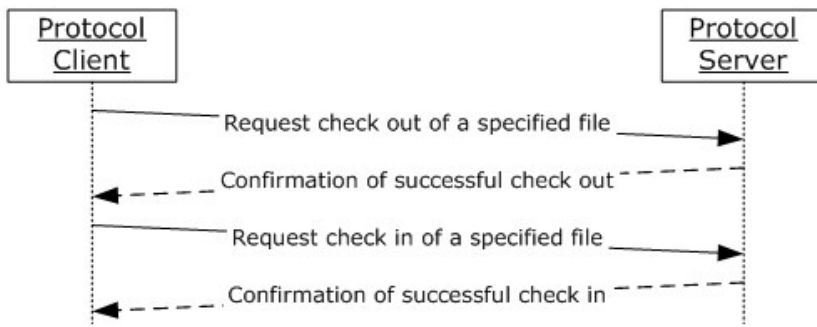 Protocol
Client
Protocol
Server
Request check out of a specified file
Confirmation of successful check out
Request check in of a specified file
Confirmation of successful check in